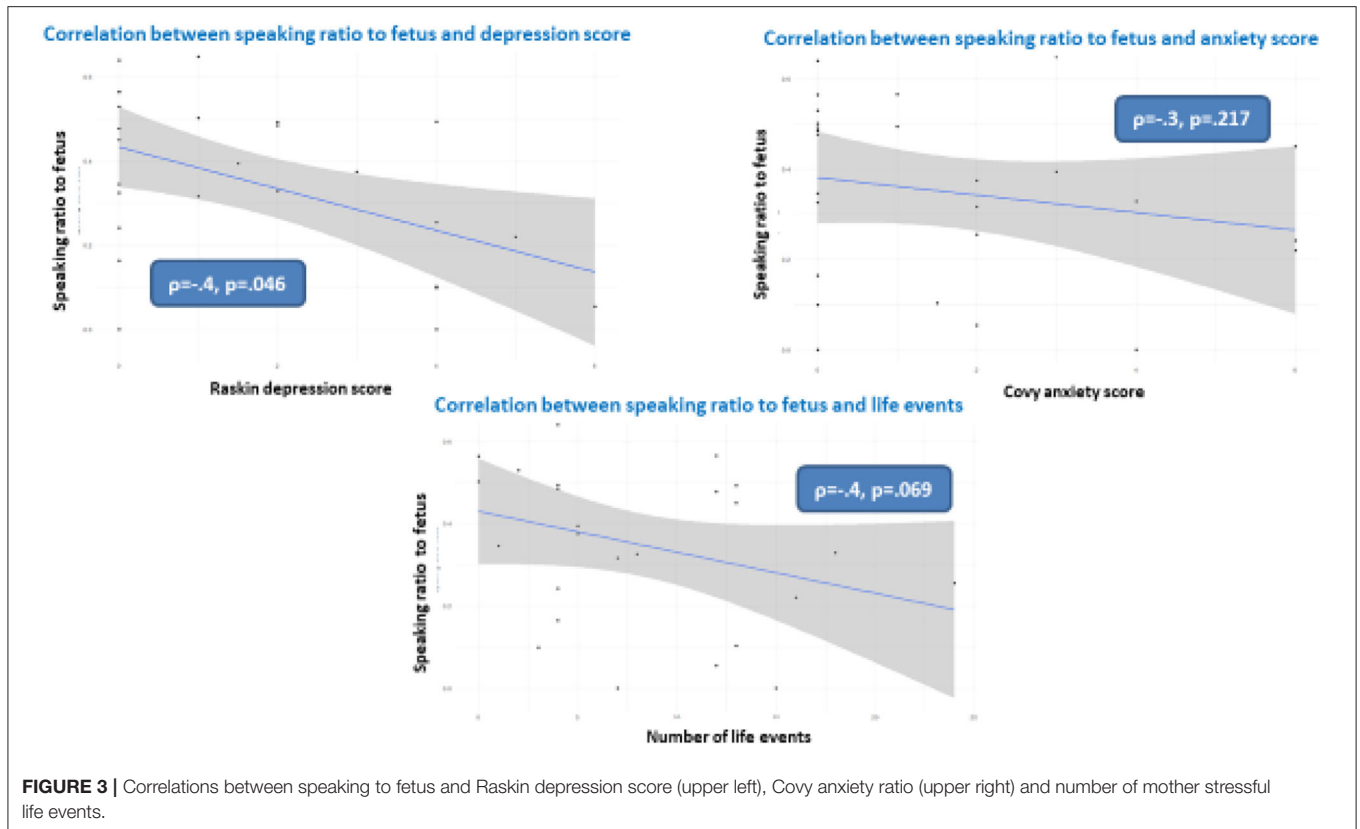 Correlation between speaking ratio to fetus and depression score
Speaking ratio to fetus
ρ=-.4, p=.046
Raskin depression score
Correlation between speaking ratio to fetus and anxiety score
Speaking ratio to fetus
ρ=-.3, p=.217
Covy anxiety score
Correlation between speaking ratio to fetus and life events
Speaking ratio to fetus
ρ=-.4, p=.069
Number of life events
FIGURE 3 | Correlations between speaking to fetus and Raskin depression score (upper left), Covy anxiety ratio (upper right) and number of mother stressful
life events.